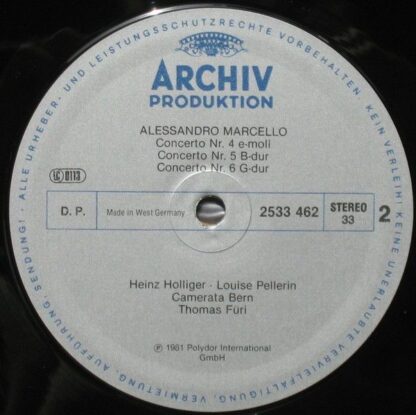 ALLE URHEBER- UND LEISTUNGSSCHUTZRECHTE VORBEHALTEN. KEIN VERLEIH! KEINE UNERLAUBTE VERVIELFÄLTIGUNG, VERMIETUNG, AUFFÜHRUNG, SENDUNG!
ARCHIV
PRODUKTION
ALESSANDRO MARCELLO
Concerto Nr. 4 e-moll
Concerto Nr. 5 B-dur
Concerto Nr. 6 G-dur
LC 0113
D. P.
Made in West Germany
2533 462
STEREO
33
2
Heinz Holliger · Louise Pellerin
Camerata Bern
Thomas Füri
℗ 1981 Polydor International
GmbH